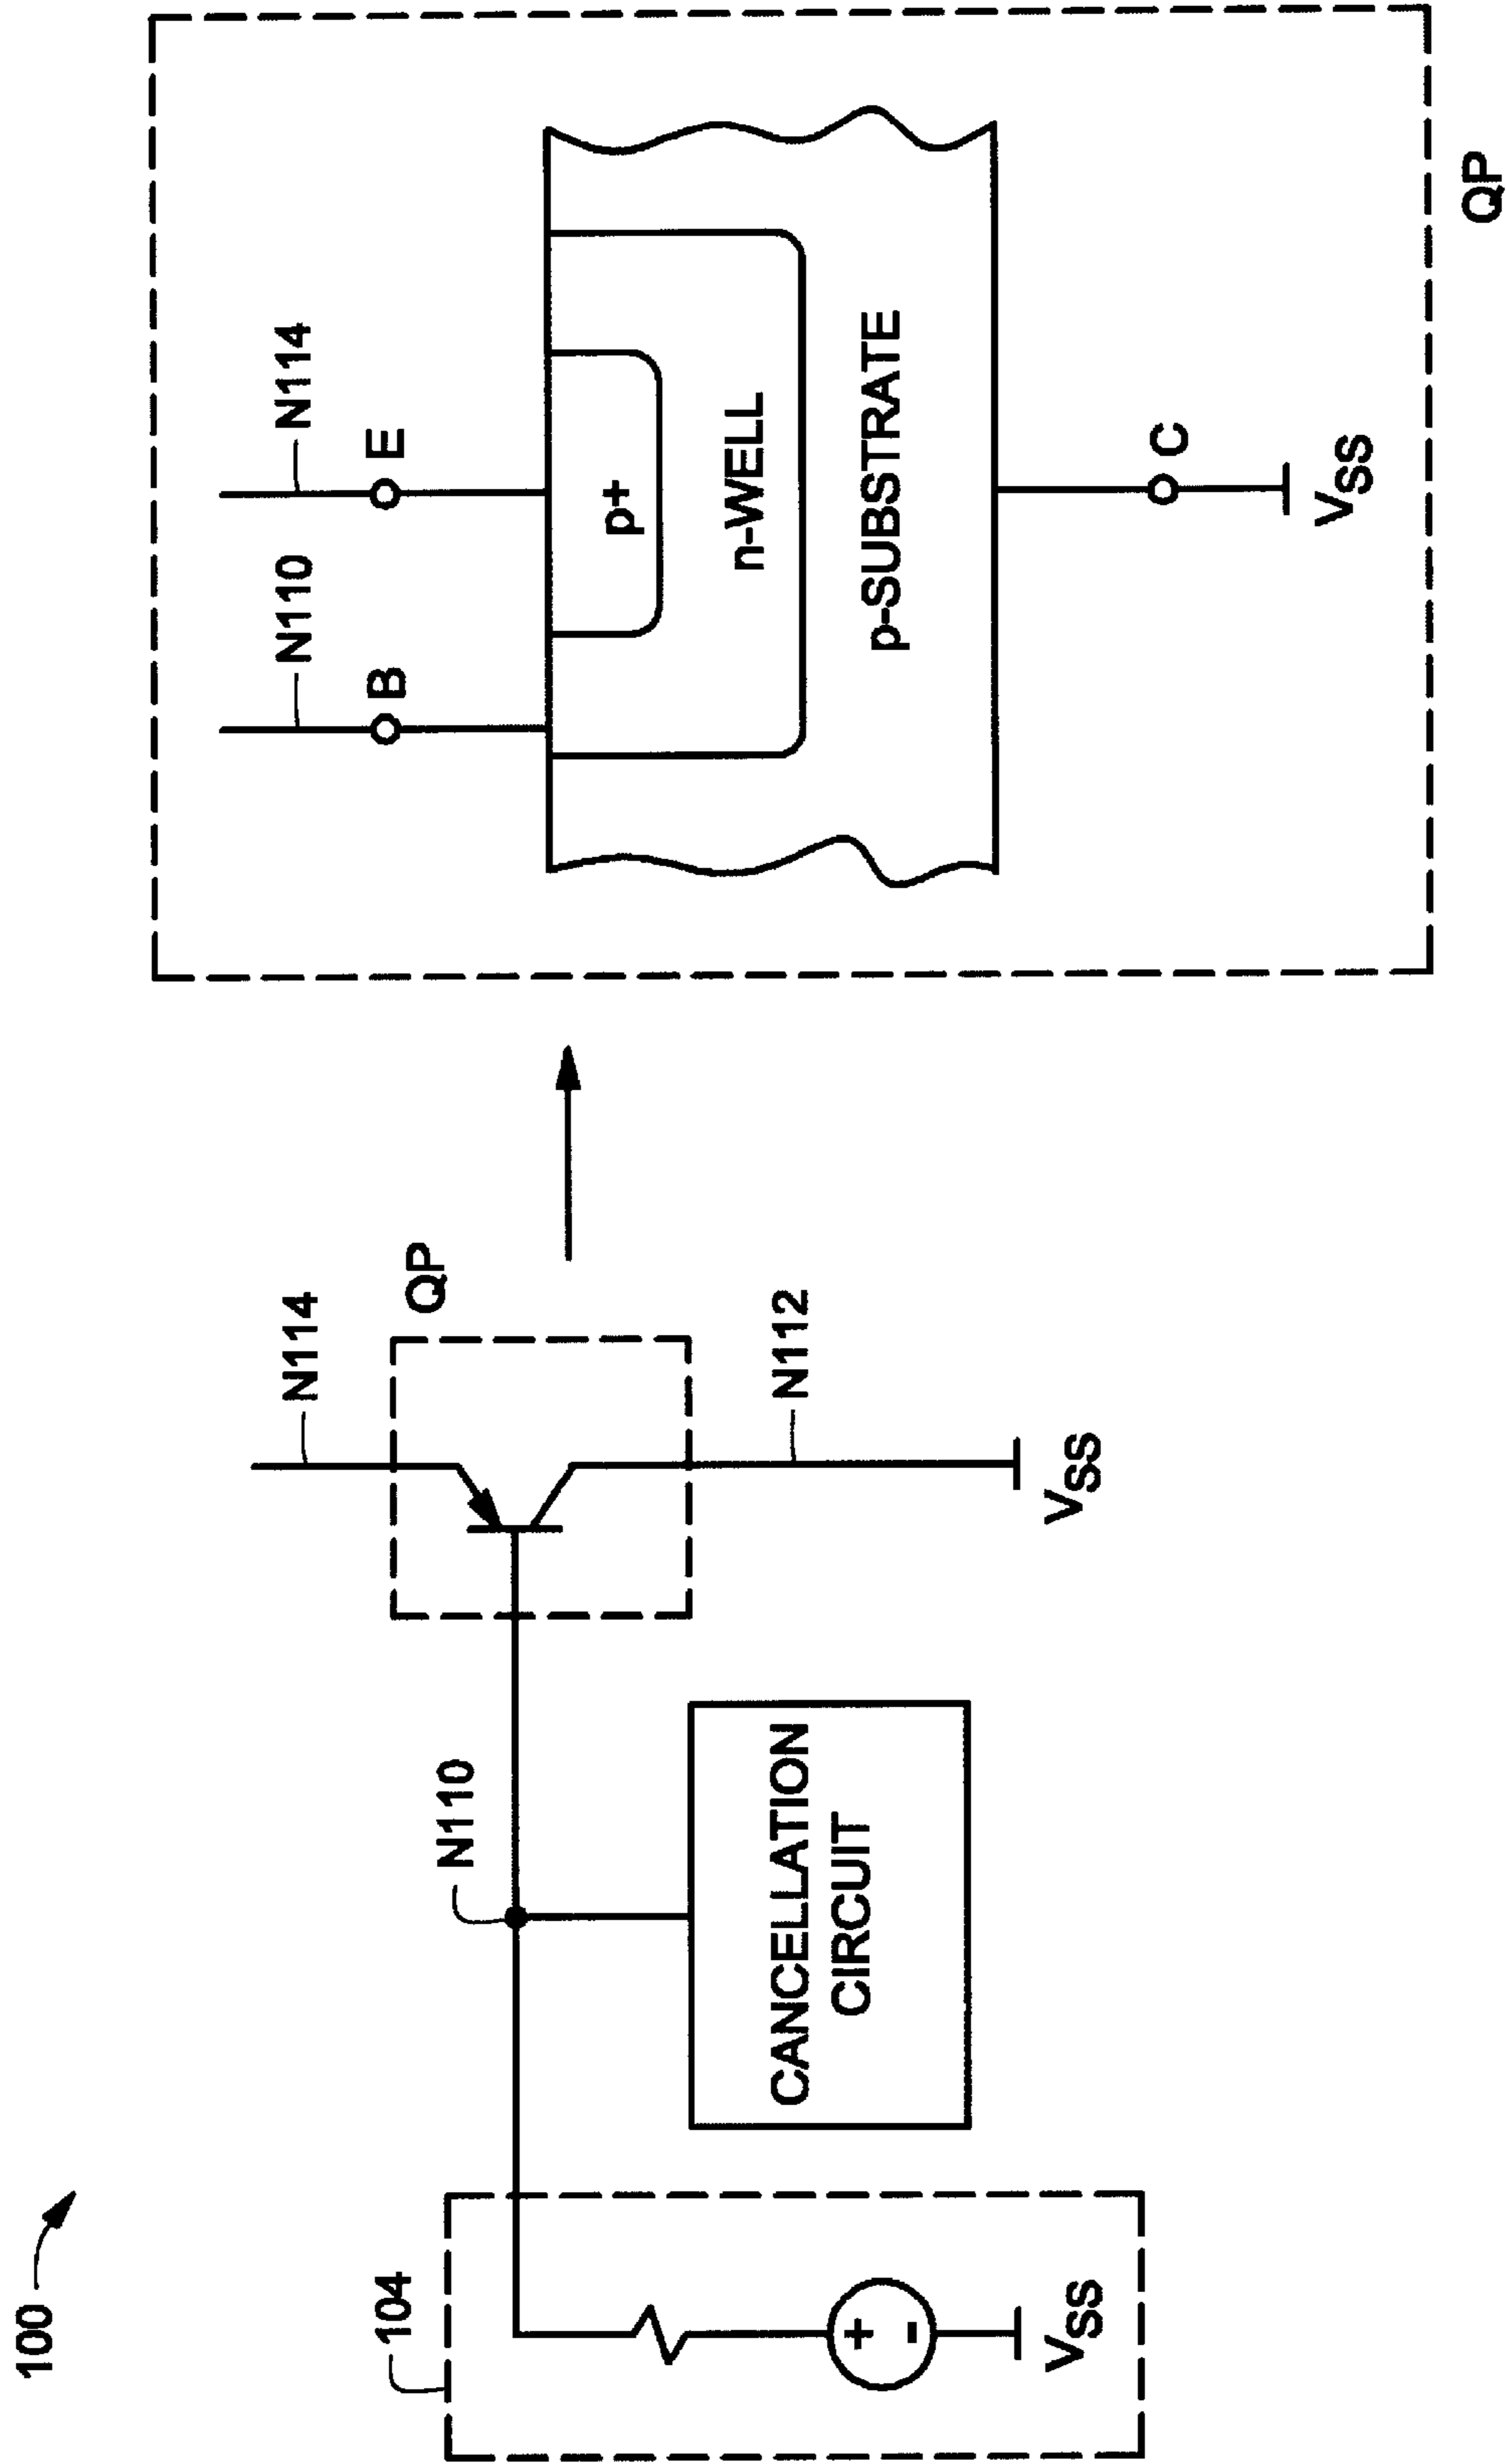 100
104
+
-
VSS
N110
CANCELLATION
CIRCUIT
N114
QP
N112
VSS
N110
N114
B
E
p+
n-WELL
p-SUBSTRATE
C
VSS
QP